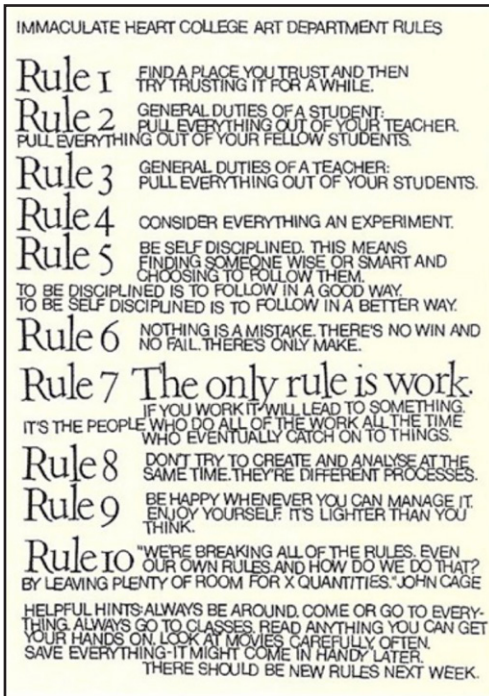 IMMACULATE HEART COLLEGE ART DEPARTMENT RULES
Rule 1 FIND A PLACE YOU TRUST AND THEN
TRY TRUSTING IT FOR A WHILE.
Rule 2 GENERAL DUTIES OF A STUDENT:
PULL EVERYTHING OUT OF YOUR TEACHER.
PULL EVERYTHING OUT OF YOUR FELLOW STUDENTS.
Rule 3 GENERAL DUTIES OF A TEACHER:
PULL EVERYTHING OUT OF YOUR STUDENTS.
Rule 4 CONSIDER EVERYTHING AN EXPERIMENT.
Rule 5 BE SELF DISCIPLINED. THIS MEANS
FINDING SOMEONE WISE OR SMART AND
CHOOSING TO FOLLOW THEM.
TO BE DISCIPLINED IS TO FOLLOW IN A GOOD WAY.
TO BE SELF DISCIPLINED IS TO FOLLOW IN A BETTER WAY.
Rule 6 NOTHING IS A MISTAKE. THERE'S NO WIN AND
NO FAIL. THERE'S ONLY MAKE.
Rule 7 The only rule is work.
IF YOU WORK IT WILL LEAD TO SOMETHING.
IT'S THE PEOPLE WHO DO ALL OF THE WORK ALL THE TIME
WHO EVENTUALLY CATCH ON TO THINGS.
Rule 8 DON'T TRY TO CREATE AND ANALYSE AT THE
SAME TIME. THEY'RE DIFFERENT PROCESSES.
Rule 9 BE HAPPY WHENEVER YOU CAN MANAGE IT.
ENJOY YOURSELF. IT'S LIGHTER THAN YOU
THINK.
Rule 10 "WE'RE BREAKING ALL OF THE RULES. EVEN
OUR OWN RULES AND HOW DO WE DO THAT?
BY LEAVING PLENTY OF ROOM FOR X QUANTITIES." JOHN CAGE
HELPFUL HINTS: ALWAYS BE AROUND. COME OR GO TO EVERY-
THING. ALWAYS GO TO CLASSES. READ ANYTHING YOU CAN GET
YOUR HANDS ON. LOOK AT MOVIES CAREFULLY, OFTEN.
SAVE EVERYTHING-IT MIGHT COME IN HANDY LATER.
THERE SHOULD BE NEW RULES NEXT WEEK.